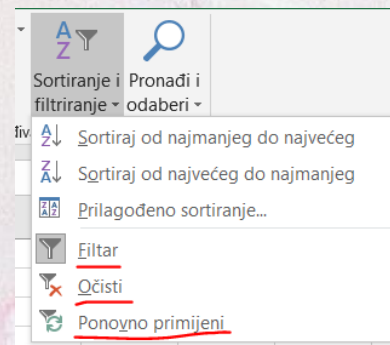 Sortiranje i Pronađi i
filtriranje odaberi
Sortiraj od najmanjeg do najvećeg
Sortiraj od najvećeg do najmanjeg
Prilagođeno sortiranje...
Filtar
Očisti
Ponovno primijeni